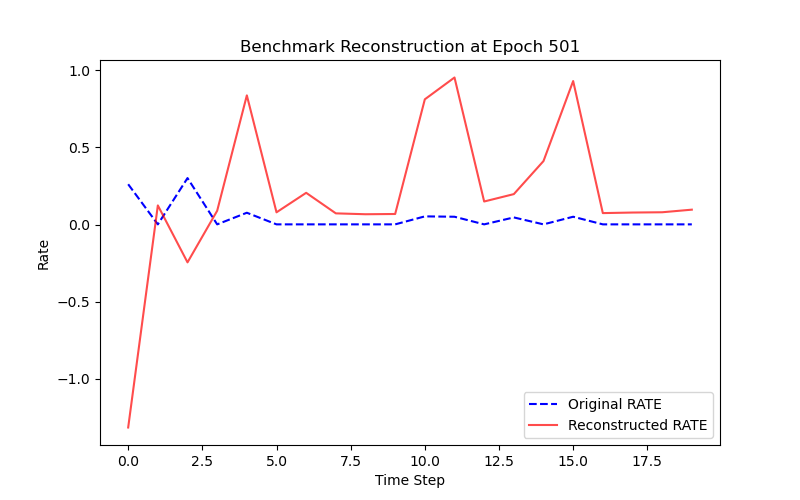 Benchmark Reconstruction at Epoch 501
1.0
0.5
0.0
−0.5
−1.0
Rate
0.0 2.5 5.0 7.5 10.0 12.5 15.0 17.5
Time Step
Original RATE
Reconstructed RATE